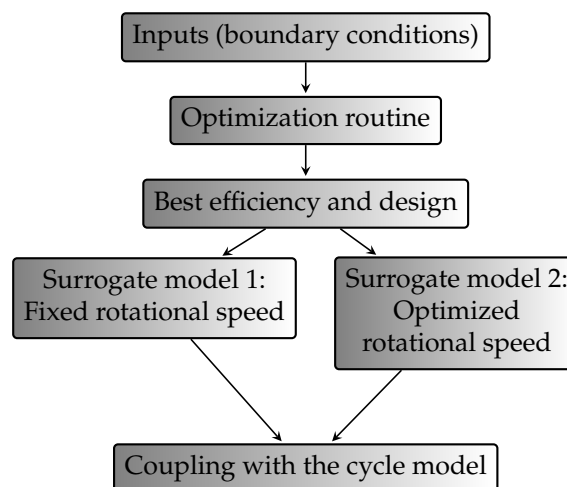 Inputs (boundary conditions)
Optimization routine
Best efficiency and design
Surrogate model 1:
Fixed rotational speed
Surrogate model 2:
Optimized
rotational speed
Coupling with the cycle model